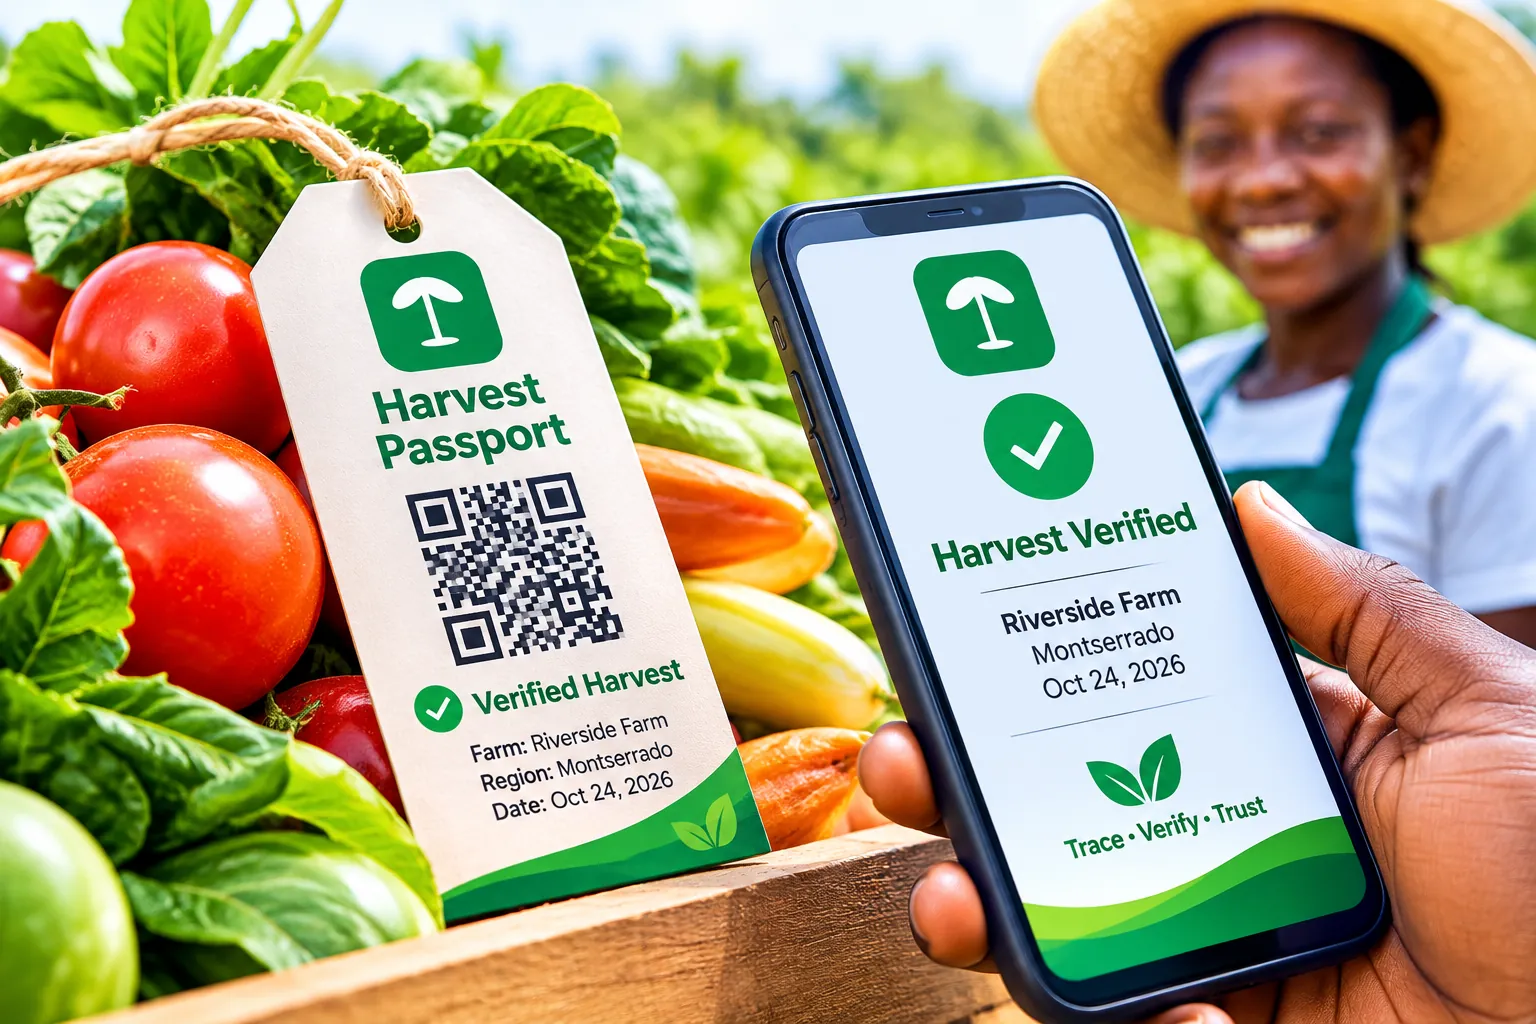 Harvest
Passport
Verified Harvest
Farm: Riverside Farm
Region: Montserrado
Date: Oct 24, 2026
Harvest Verified
Riverside Farm
Montserrado
Oct 24, 2026
Trace • Verify • Trust